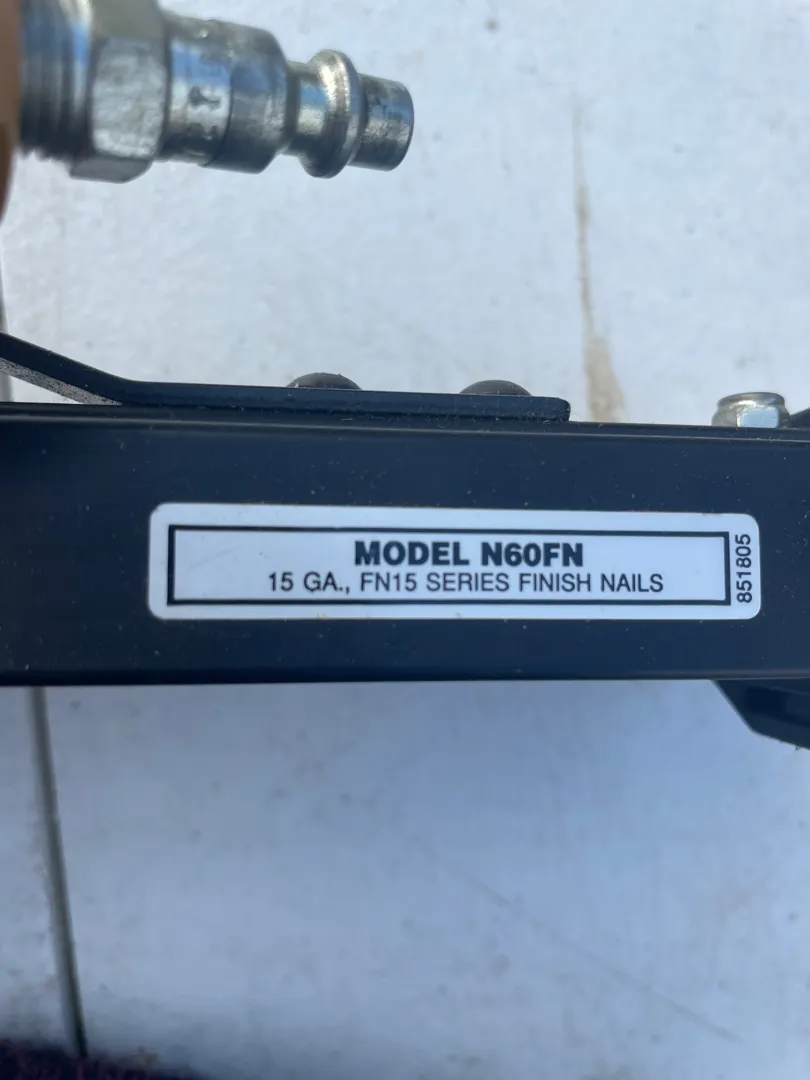 MODEL N60FN
15 GA., FN15 SERIES FINISH NAILS
851805